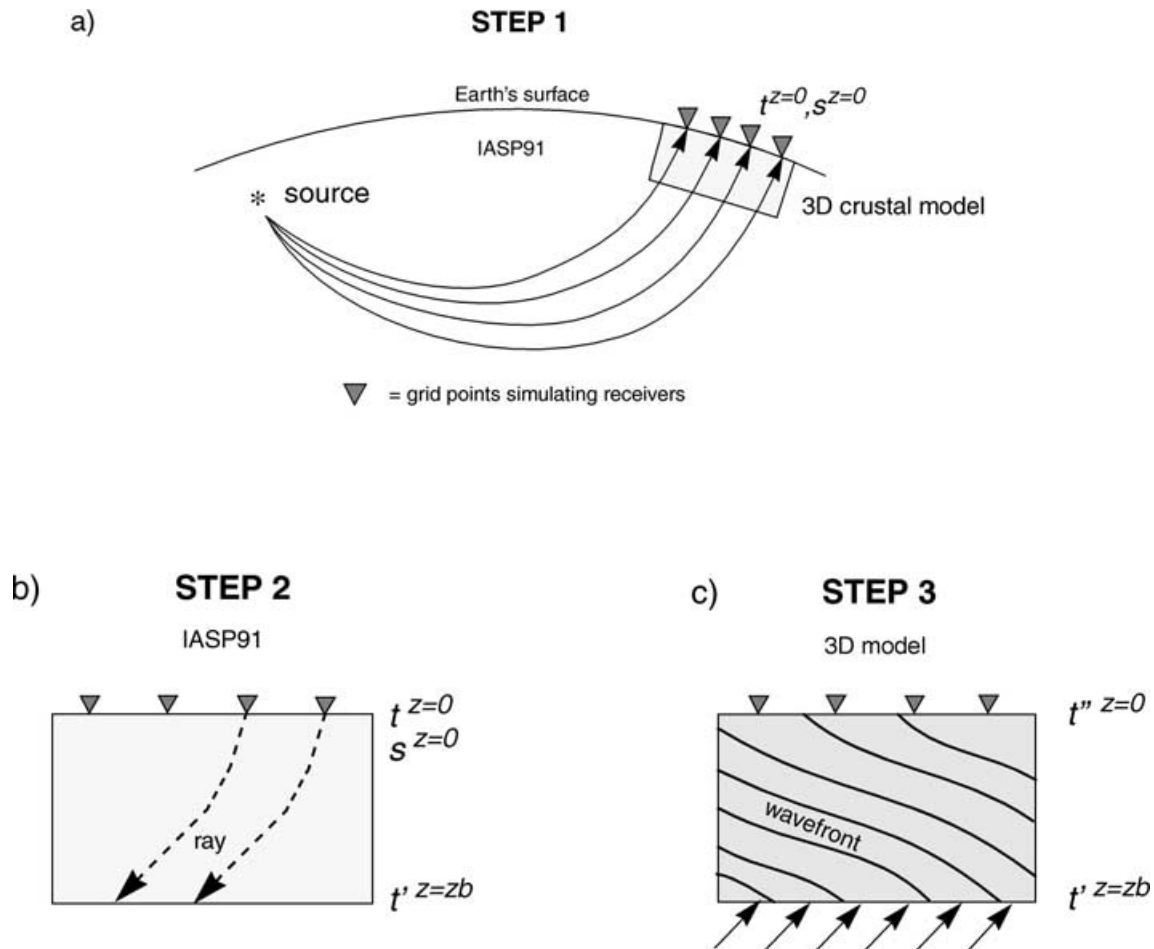 a)
STEP 1
Earth's surface
t^{z=0},s^{z=0}
IASP91
* source
3D crustal model
= grid points simulating receivers
b)
STEP 2
IASP91
t^{z=0}
s^{z=0}
ray
t'^{z=zb}
c)
STEP 3
3D model
t''^{z=0}
wavefront
t'^{z=zb}